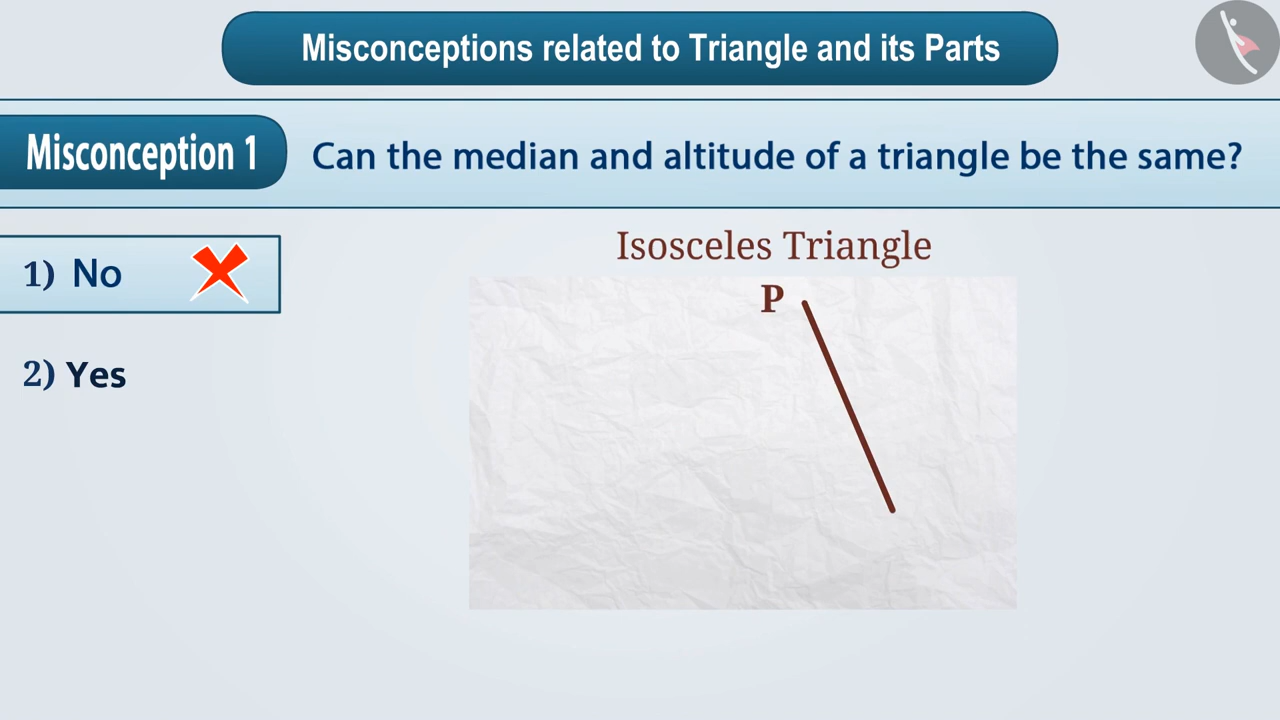 Misconceptions related to Triangle and its Parts
Misconception 1
Can the median and altitude of a triangle be the same?
1) No
2) Yes
Isosceles Triangle
P